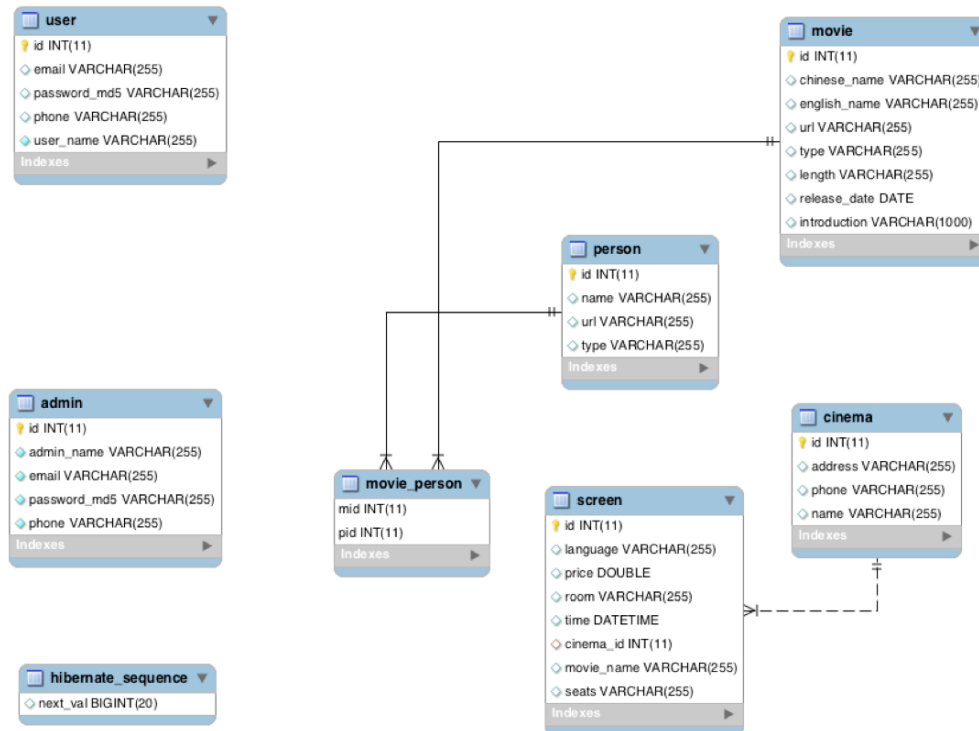 user
id INT(11)
email VARCHAR(255)
password_md5 VARCHAR(255)
phone VARCHAR(255)
user_name VARCHAR(255)
Indexes
movie
id INT(11)
chinese_name VARCHAR(255)
english_name VARCHAR(255)
url VARCHAR(255)
type VARCHAR(255)
length VARCHAR(255)
release_date DATE
introduction VARCHAR(1000)
Indexes
person
id INT(11)
name VARCHAR(255)
url VARCHAR(255)
type VARCHAR(255)
Indexes
admin
id INT(11)
admin_name VARCHAR(255)
email VARCHAR(255)
password_md5 VARCHAR(255)
phone VARCHAR(255)
Indexes
movie_person
mid INT(11)
pid INT(11)
Indexes
screen
id INT(11)
language VARCHAR(255)
price DOUBLE
room VARCHAR(255)
time DATETIME
cinema_id INT(11)
movie_name VARCHAR(255)
seats VARCHAR(255)
Indexes
cinema
id INT(11)
address VARCHAR(255)
phone VARCHAR(255)
name VARCHAR(255)
Indexes
hibernate_sequence
next_val BIGINT(20)